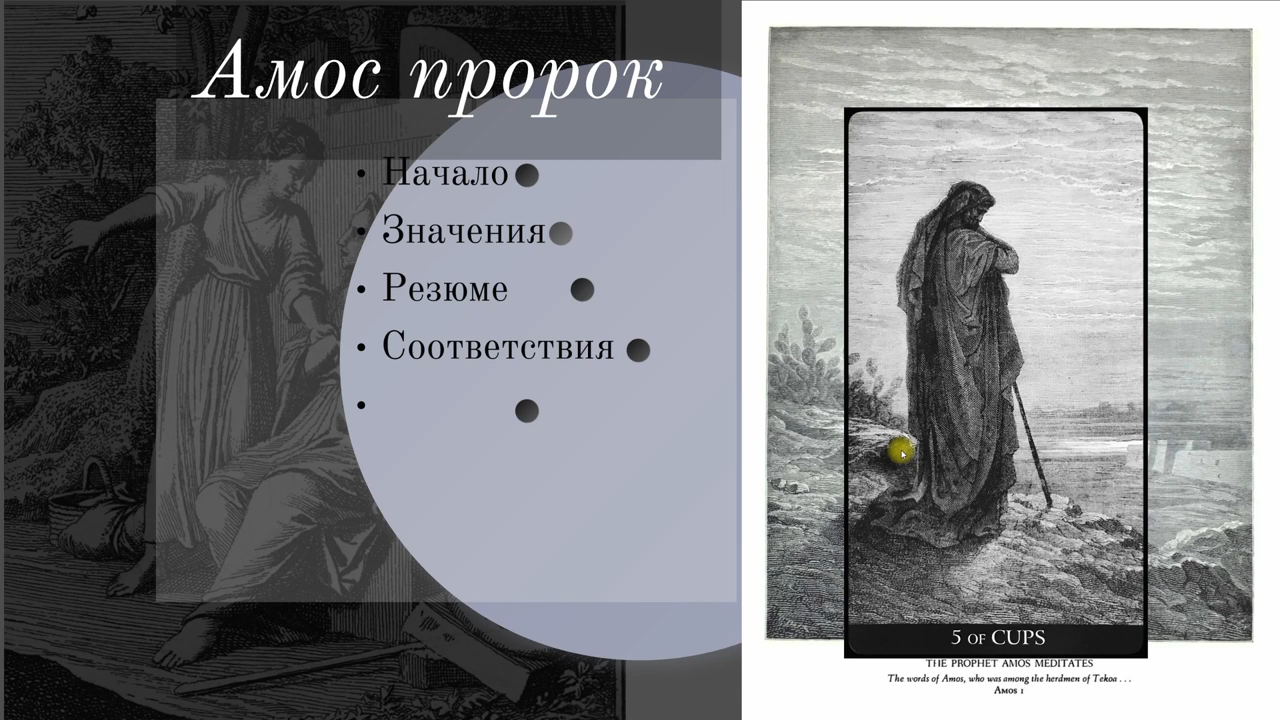 Амос пророк
• Начало
• Значения
• Резюме
• Соответствия
•
5 OF CUPS
THE PROPHET AMOS MEDITATES
The words of Amos, who was among the herdmen of Tekoa . . .
AMOS 1